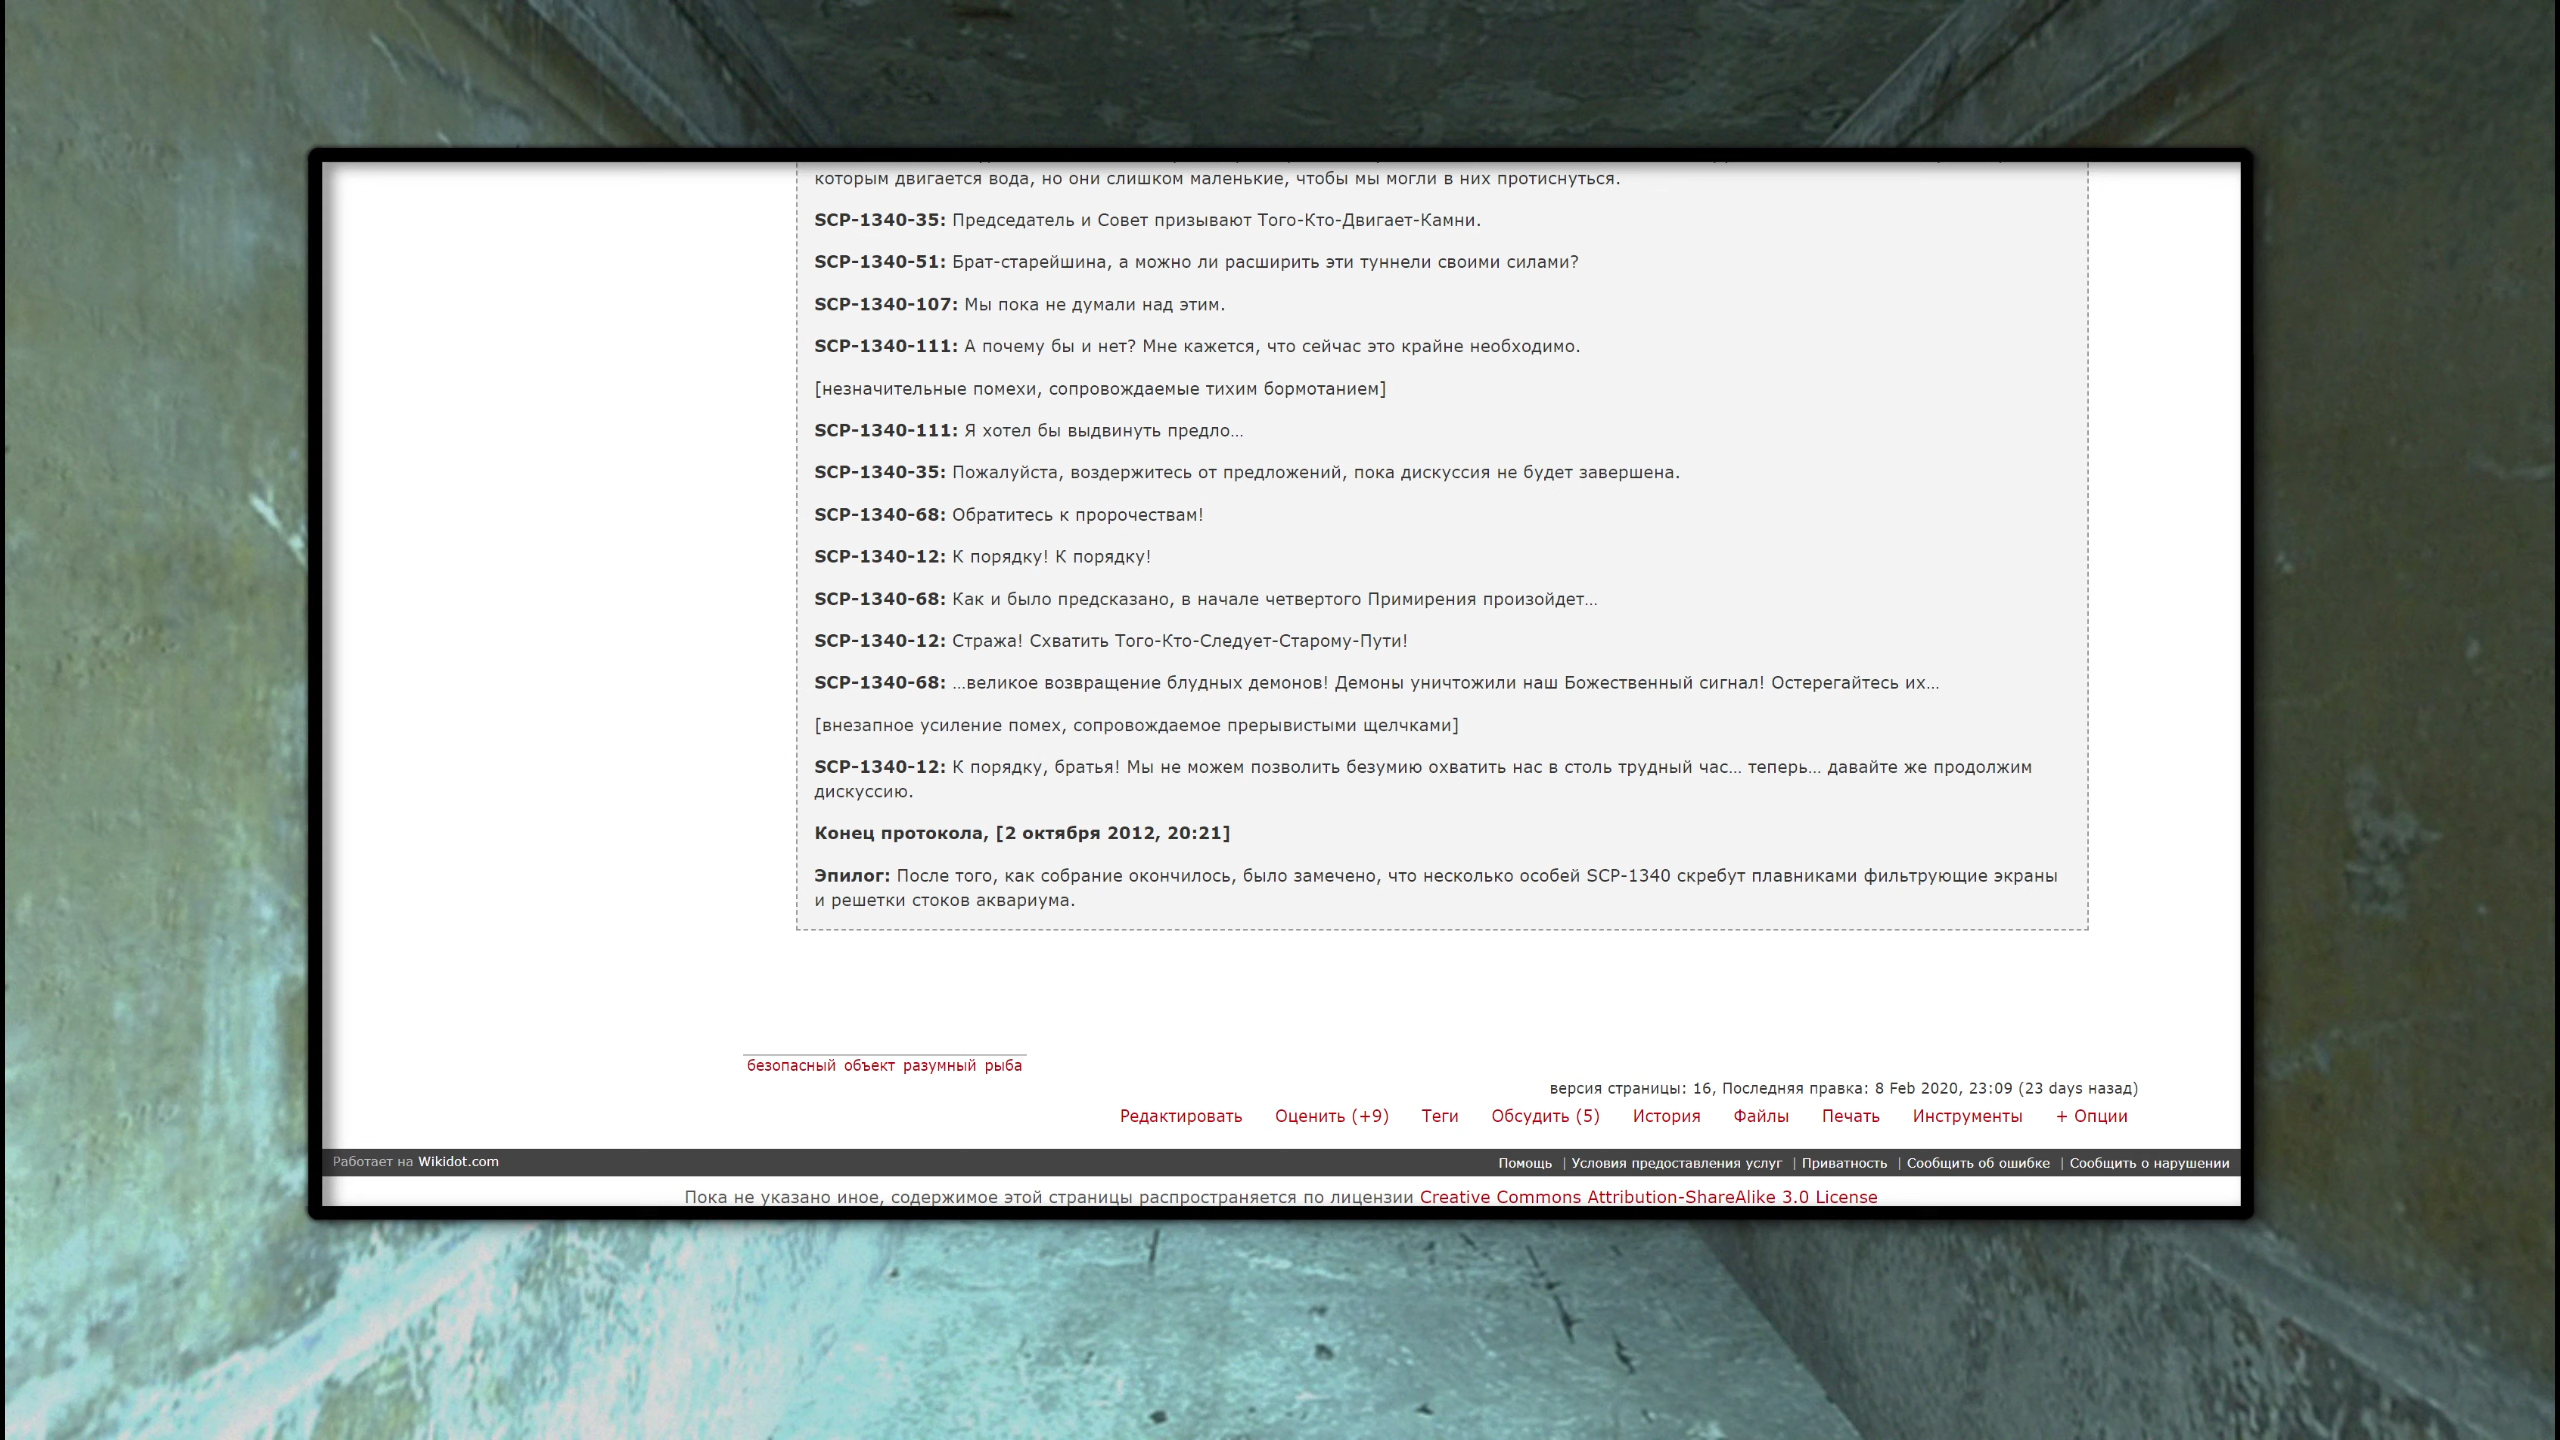 которым двигается вода, но они слишком маленькие, чтобы мы могли в них протиснуться.
SCP-1340-35: Председатель и Совет призывают Того-Кто-Двигает-Камни.
SCP-1340-51: Брат-старейшина, а можно ли расширить эти туннели своими силами?
SCP-1340-107: Мы пока не думали над этим.
SCP-1340-111: А почему бы и нет? Мне кажется, что сейчас это крайне необходимо.
[незначительные помехи, сопровождаемые тихим бормотанием]
SCP-1340-111: Я хотел бы выдвинуть предло…
SCP-1340-35: Пожалуйста, воздержитесь от предложений, пока дискуссия не будет завершена.
SCP-1340-68: Обратитесь к пророчествам!
SCP-1340-12: К порядку! К порядку!
SCP-1340-68: Как и было предсказано, в начале четвертого Примирения произойдет…
SCP-1340-12: Стража! Схватить Того-Кто-Следует-Старому-Пути!
SCP-1340-68: …великое возвращение блудных демонов! Демоны уничтожили наш Божественный сигнал! Остерегайтесь их…
[внезапное усиление помех, сопровождаемое прерывистыми щелчками]
SCP-1340-12: К порядку, братья! Мы не можем позволить безумию охватить нас в столь трудный час… теперь… давайте же продолжим
дискуссию.
Конец протокола, [2 октября 2012, 20:21]
Эпилог: После того, как собрание окончилось, было замечено, что несколько особей SCP-1340 скребут плавниками фильтрующие экраны
и решетки стоков аквариума.
безопасный объект разумный рыба
версия страницы: 16, Последняя правка: 8 Feb 2020, 23:09 (23 days назад)
Редактировать Оценить (+9) Теги Обсудить (5) История Файлы Печать Инструменты + Опции
Работает на Wikidot.com Помощь | Условия предоставления услуг | Приватность | Сообщить об ошибке | Сообщить о нарушении
Пока не указано иное, содержимое этой страницы распространяется по лицензии Creative Commons Attribution-ShareAlike 3.0 License